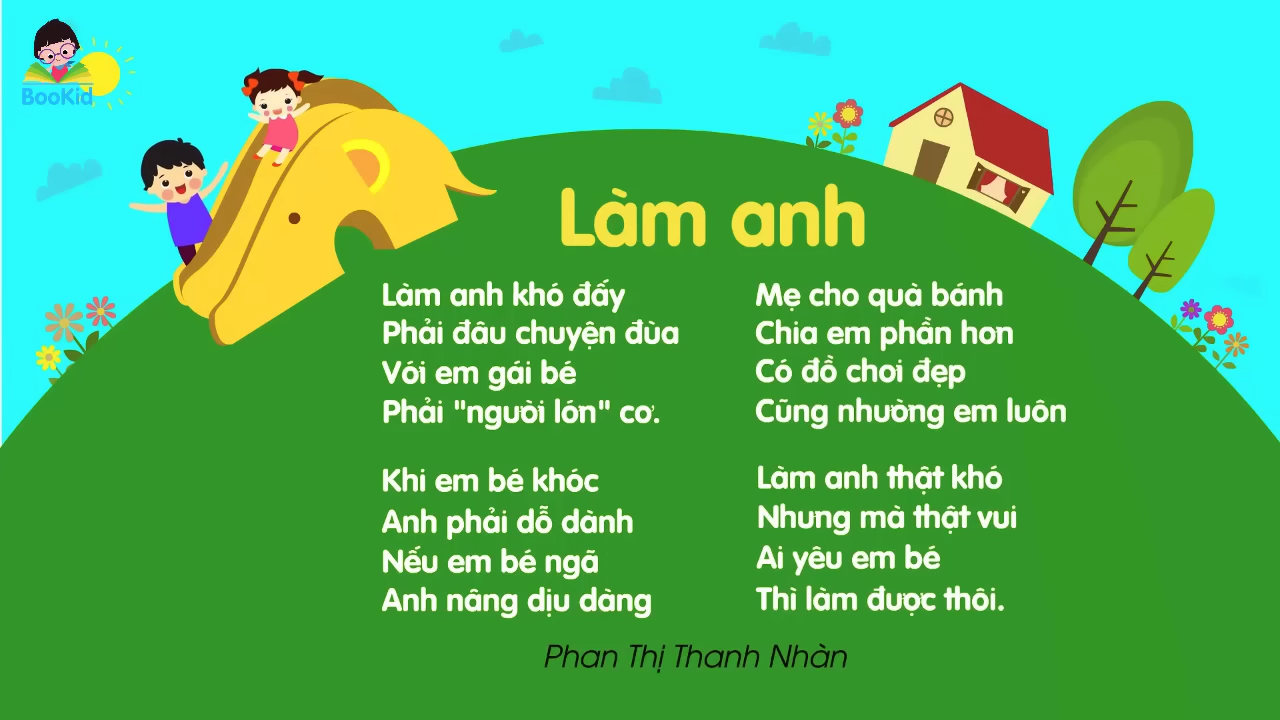 BooKid
Làm anh
Làm anh khó đấy
Phải đâu chuyện đùa
Với em gái bé
Phải "người lớn" cơ.
Khi em bé khóc
Anh phải dỗ dành
Nếu em bé ngã
Anh nâng dịu dàng
Mẹ cho quà bánh
Chia em phần hơn
Có đồ chơi đẹp
Cũng nhường em luôn
Làm anh thật khó
Nhưng mà thật vui
Ai yêu em bé
Thì làm được thôi.
Phan Thị Thanh Nhàn